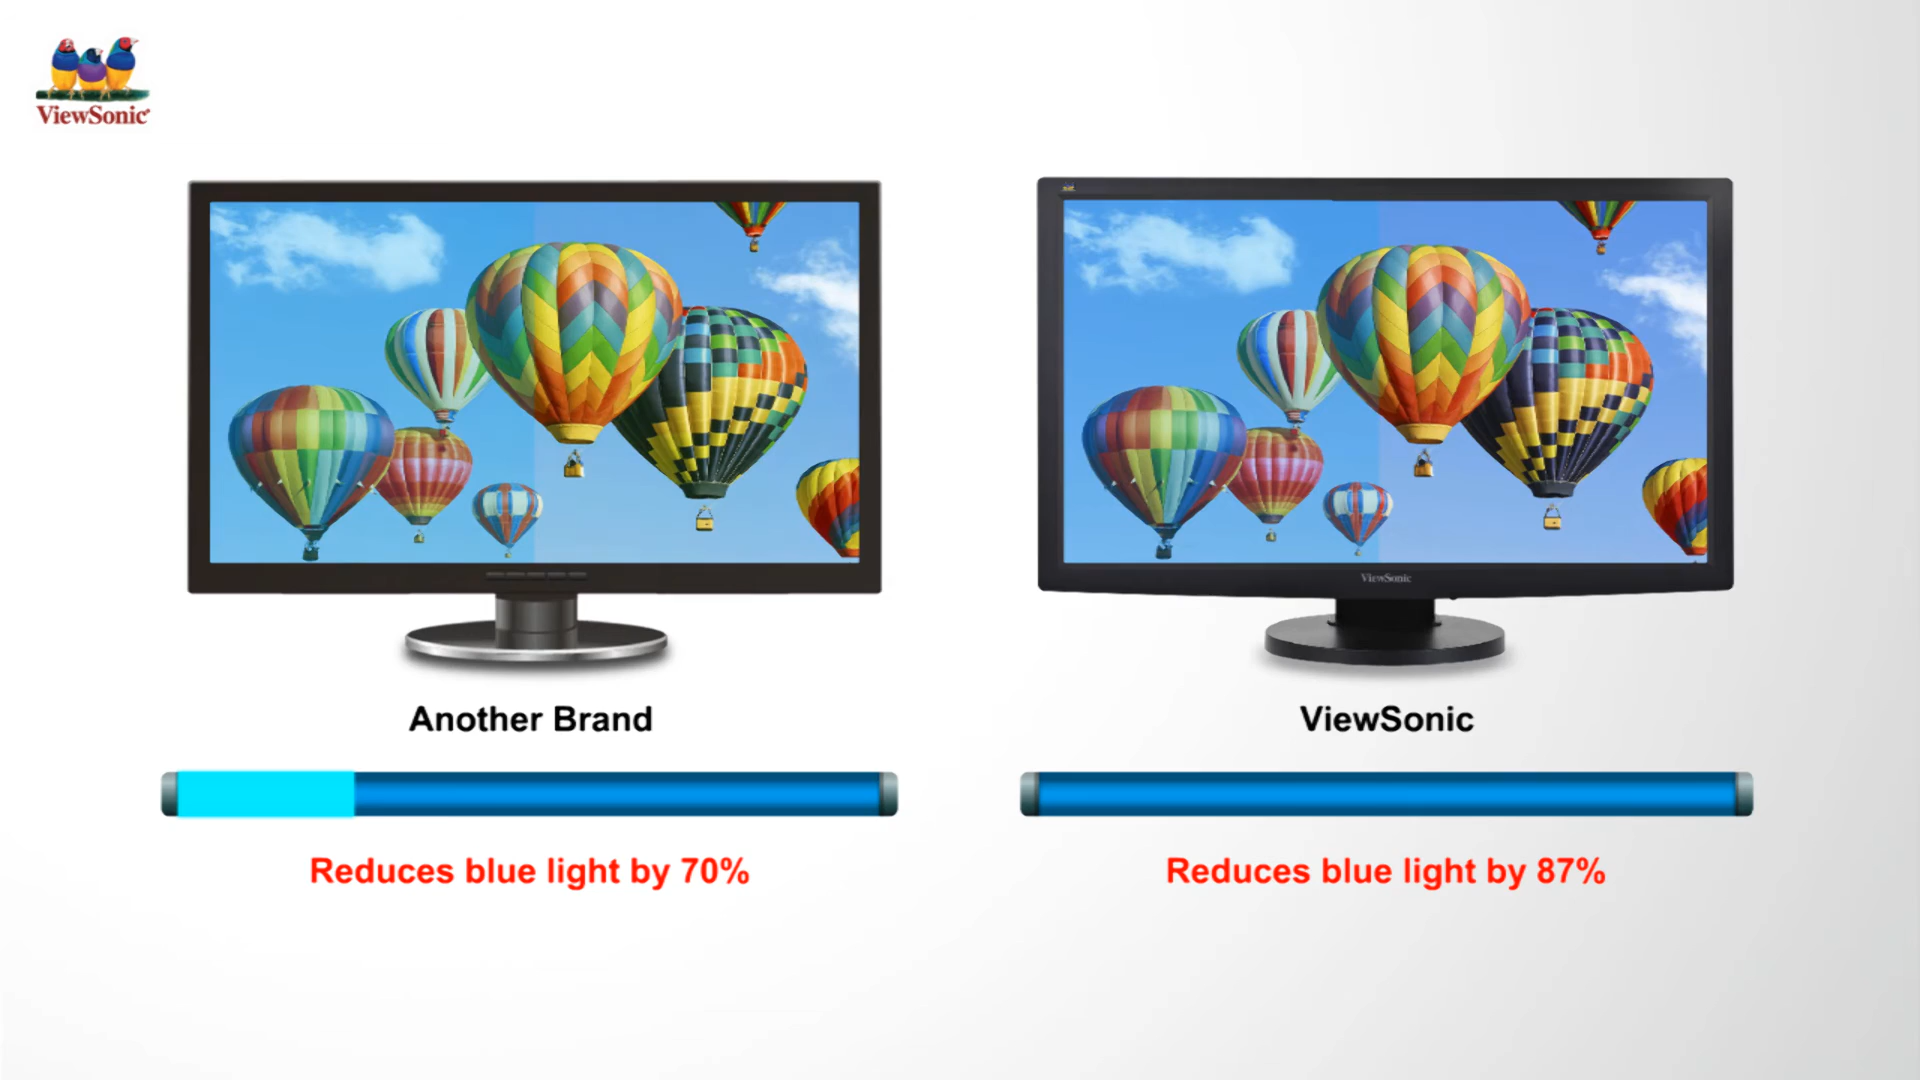 ViewSonic
ViewSonic
Another Brand
ViewSonic
Reduces blue light by 70%
Reduces blue light by 87%